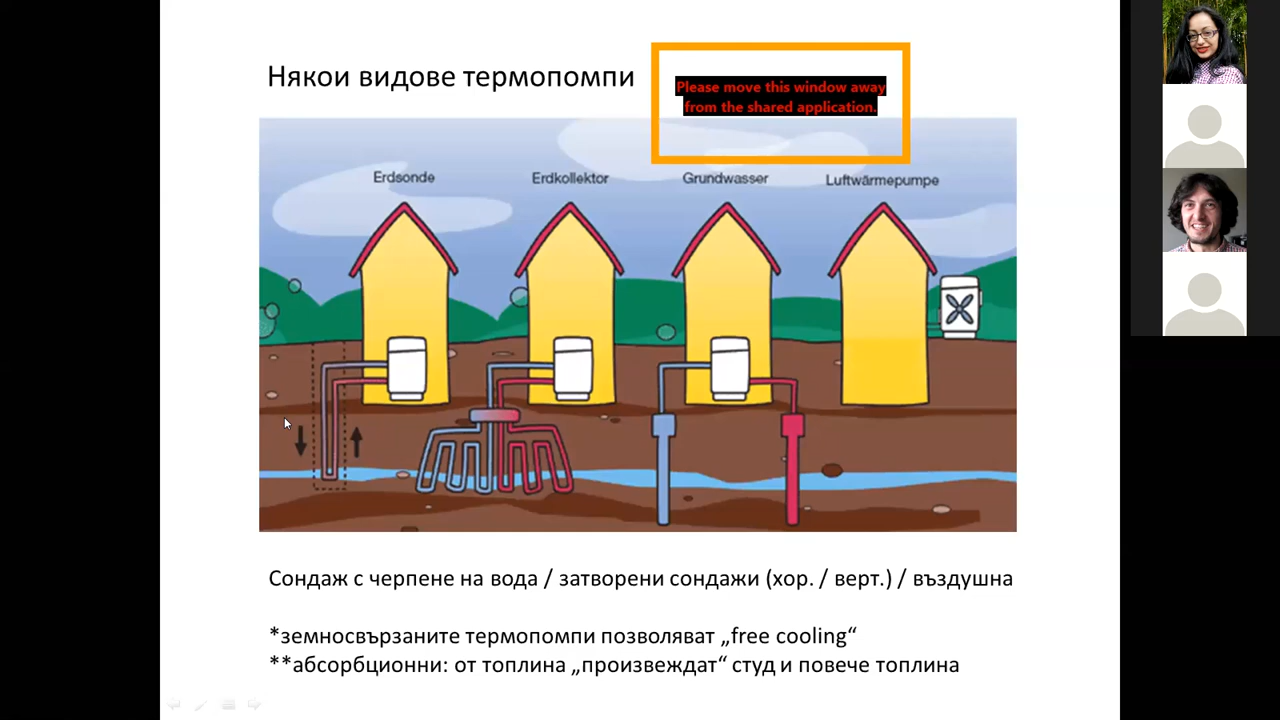 Някои видове термопомпи
Please move this window away
from the shared application.
Erdsonde
Erdkollektor
Grundwasser
Luftwärmepumpe
Сондаж с черпене на вода / затворени сондажи (хор. / верт.) / въздушна
*земносвързаните термопомпи позволяват „free cooling“
**абсорбционни: от топлина „произвеждат“ студ и повече топлина